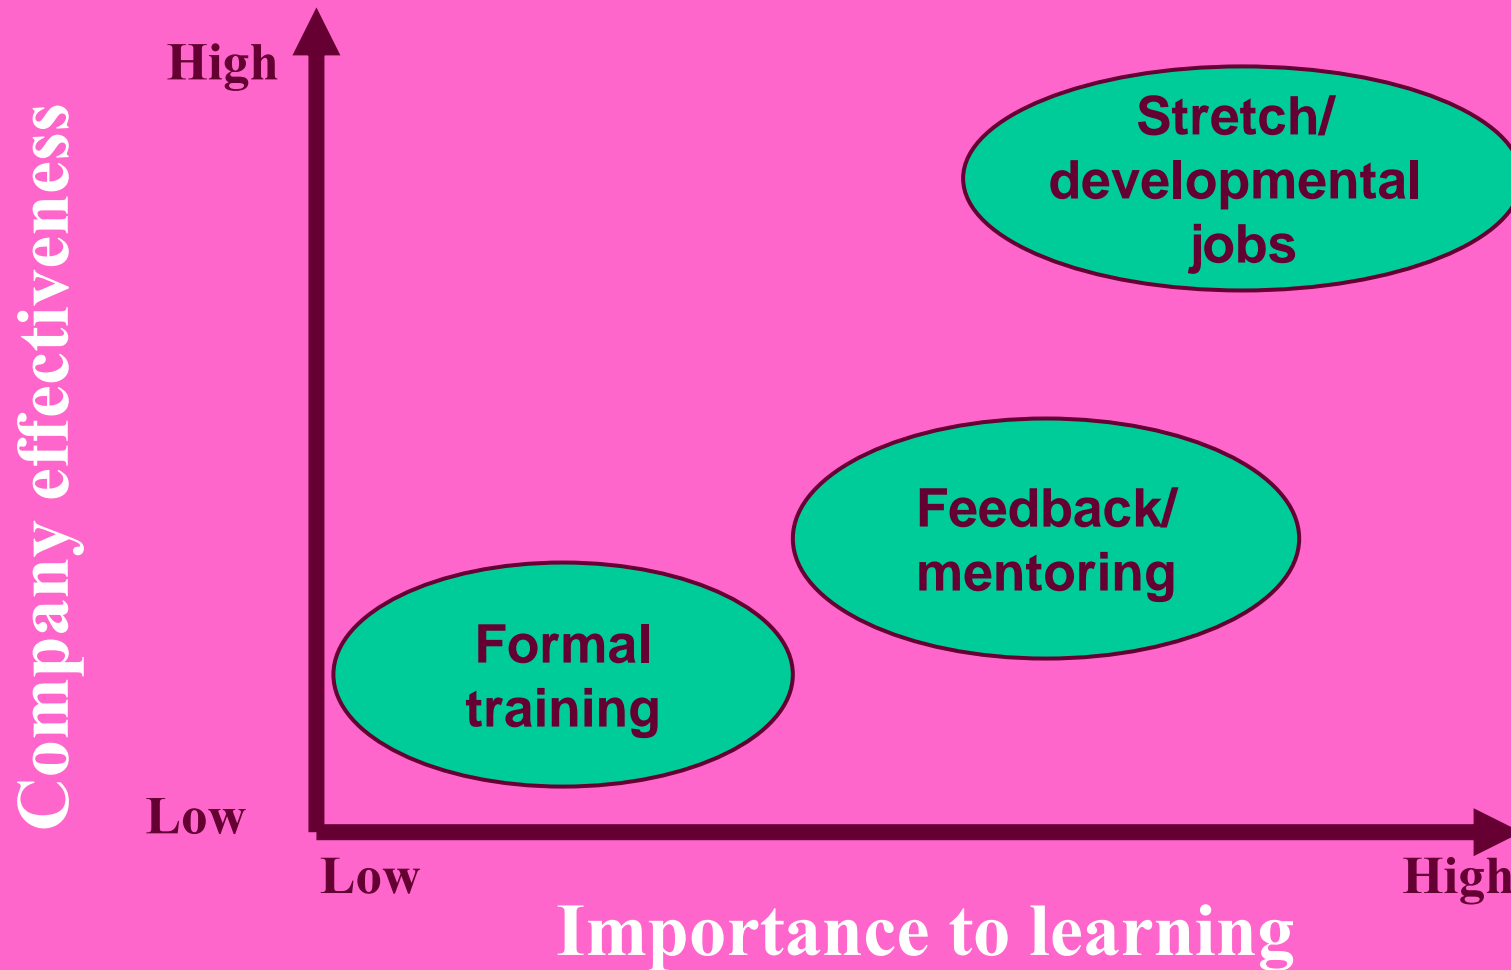 High
Company effectiveness
Stretch/
developmental
jobs
Feedback/
mentoring
Formal
training
Low
Low
High
Importance to learning